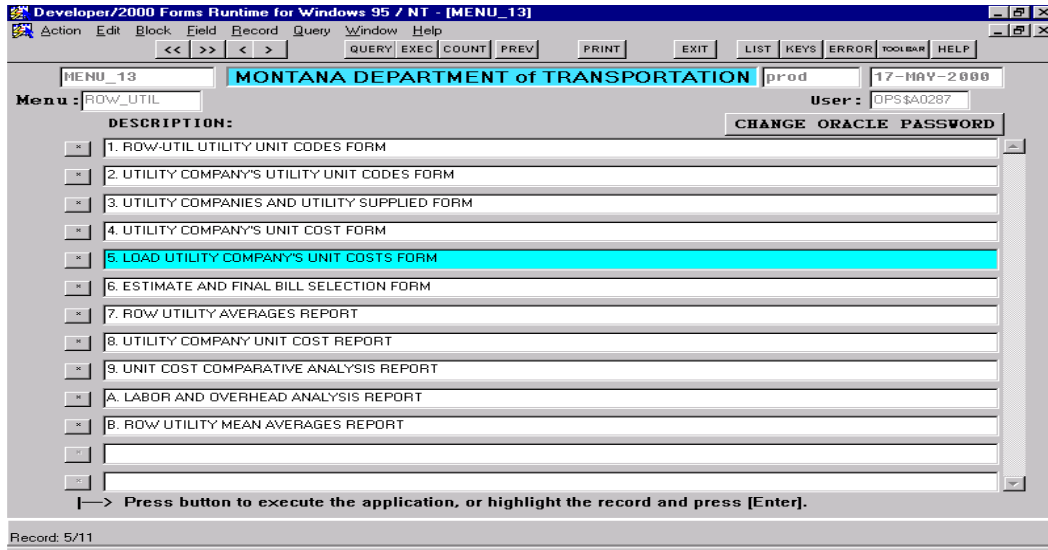 Developer/2000 Forms Runtime for Windows 95 / NT - [MENU_13]
Action Edit Block Field Record Query Window Help
<< >> < > QUERY EXEC COUNT PREV PRINT EXIT LIST KEYS ERROR TOOLBAR HELP
MENU_13 MONTANA DEPARTMENT of TRANSPORTATION prod 17-MAY-2000
Menu: ROW_UTIL User: OPS$A0287
DESCRIPTION: CHANGE ORACLE PASSWORD
* 1. ROW-UTIL UTILITY UNIT CODES FORM
* 2. UTILITY COMPANY'S UTILITY UNIT CODES FORM
* 3. UTILITY COMPANIES AND UTILITY SUPPLIED FORM
* 4. UTILITY COMPANY'S UNIT COST FORM
* 5. LOAD UTILITY COMPANY'S UNIT COSTS FORM
* 6. ESTIMATE AND FINAL BILL SELECTION FORM
* 7. ROW UTILITY AVERAGES REPORT
* 8. UTILITY COMPANY UNIT COST REPORT
* 9. UNIT COST COMPARATIVE ANALYSIS REPORT
* A. LABOR AND OVERHEAD ANALYSIS REPORT
* B. ROW UTILITY MEAN AVERAGES REPORT
*
*
|—> Press button to execute the application, or highlight the record and press [Enter].
Record: 5/11